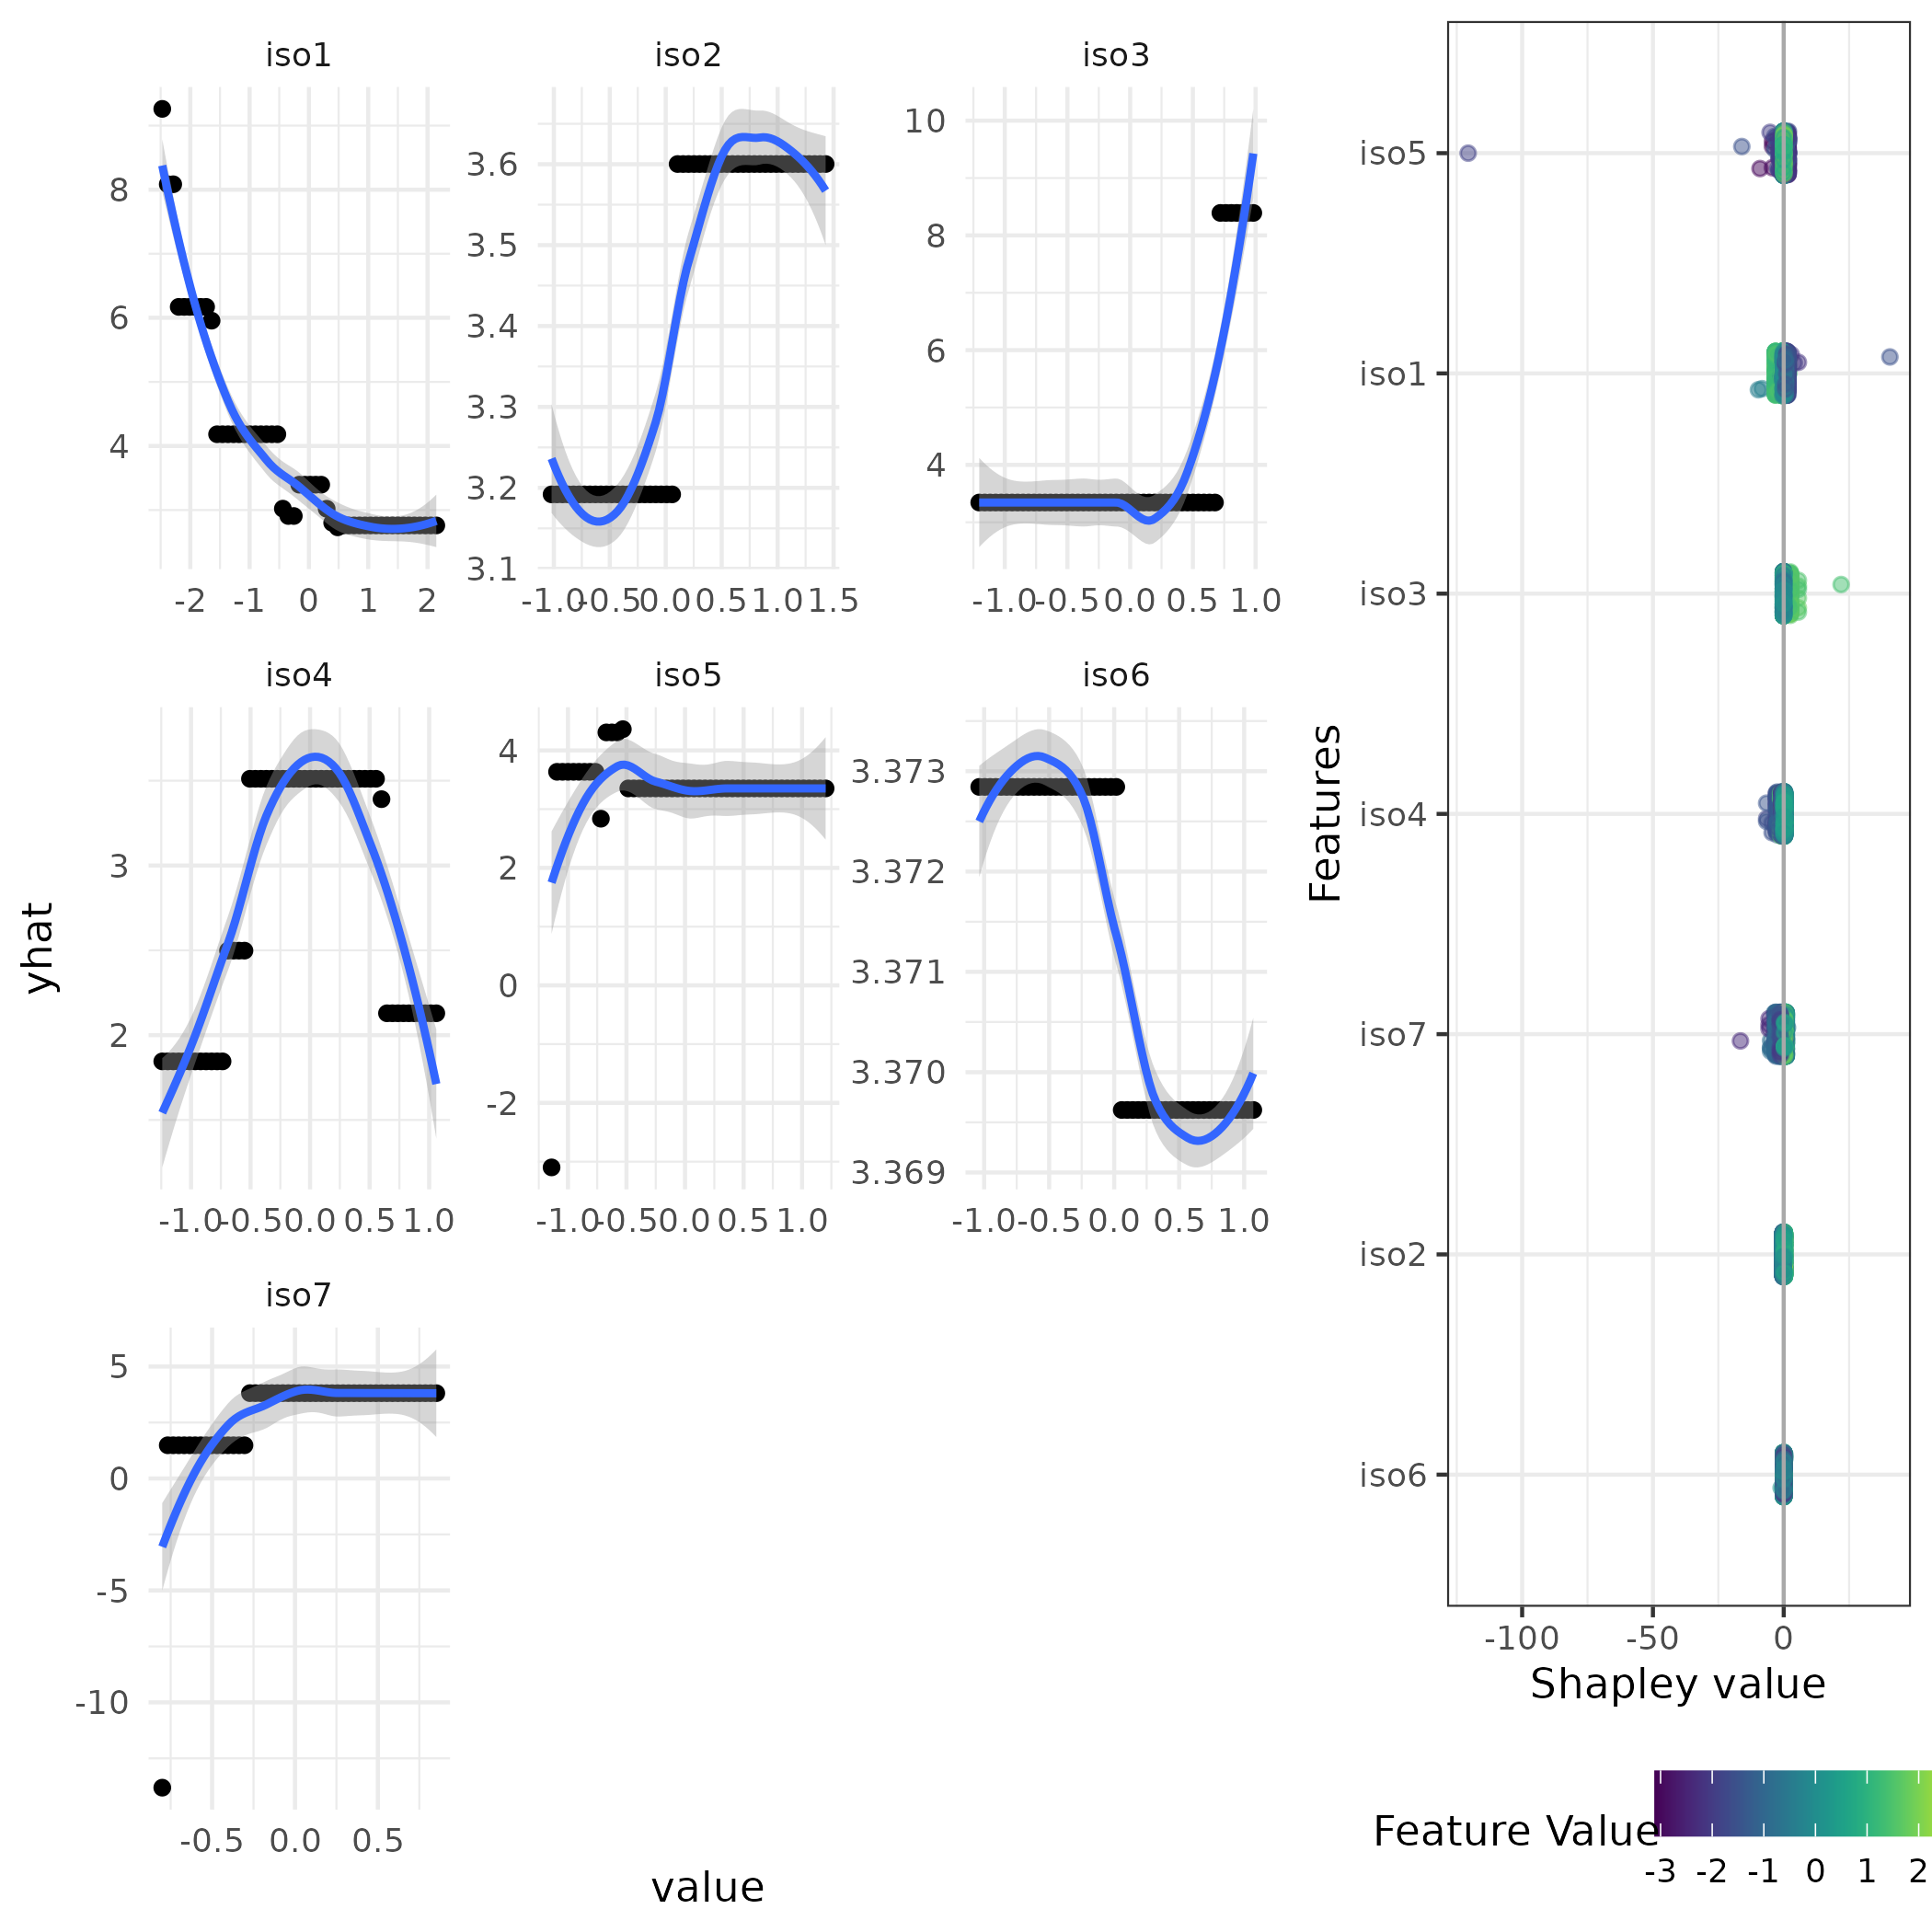 iso1 iso2 iso3
8
6
4
-2 -1 0 1 2
3.6
3.5
3.4
3.3
3.2
3.1
-1.0 -0.5 0.0 0.5 1.0 1.5
10
8
6
4
-1.0 -0.5 0.0 0.5 1.0
iso4 iso5 iso6
3
2
-1.0 -0.5 0.0 0.5 1.0
4
2
0
-2
-1.0 -0.5 0.0 0.5 1.0
3.373
3.372
3.371
3.370
3.369
-1.0 -0.5 0.0 0.5 1.0
iso7
5
0
-5
-10
-0.5 0.0 0.5
yhat
value
Features
iso5
iso1
iso3
iso4
iso7
iso2
iso6
-100 -50 0
Shapley value
Feature Value
-3 -2 -1 0 1 2